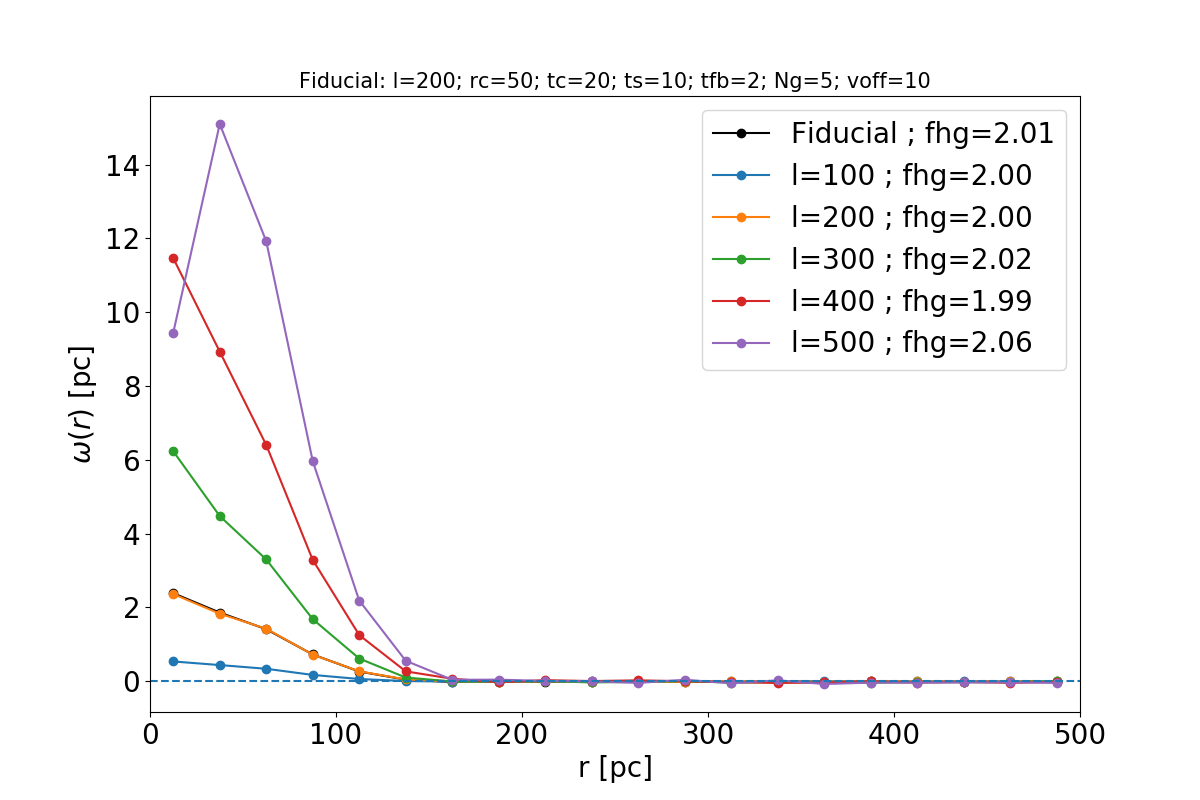 Fiducial: l=200; rc=50; tc=20; ts=10; tfb=2; Ng=5; voff=10
Fiducial ; fhg=2.01
l=100 ; fhg=2.00
l=200 ; fhg=2.00
l=300 ; fhg=2.02
l=400 ; fhg=1.99
l=500 ; fhg=2.06
14
12
10
8
6
4
2
0
ω(r) [pc]
0 100 200 300 400 500
r [pc]